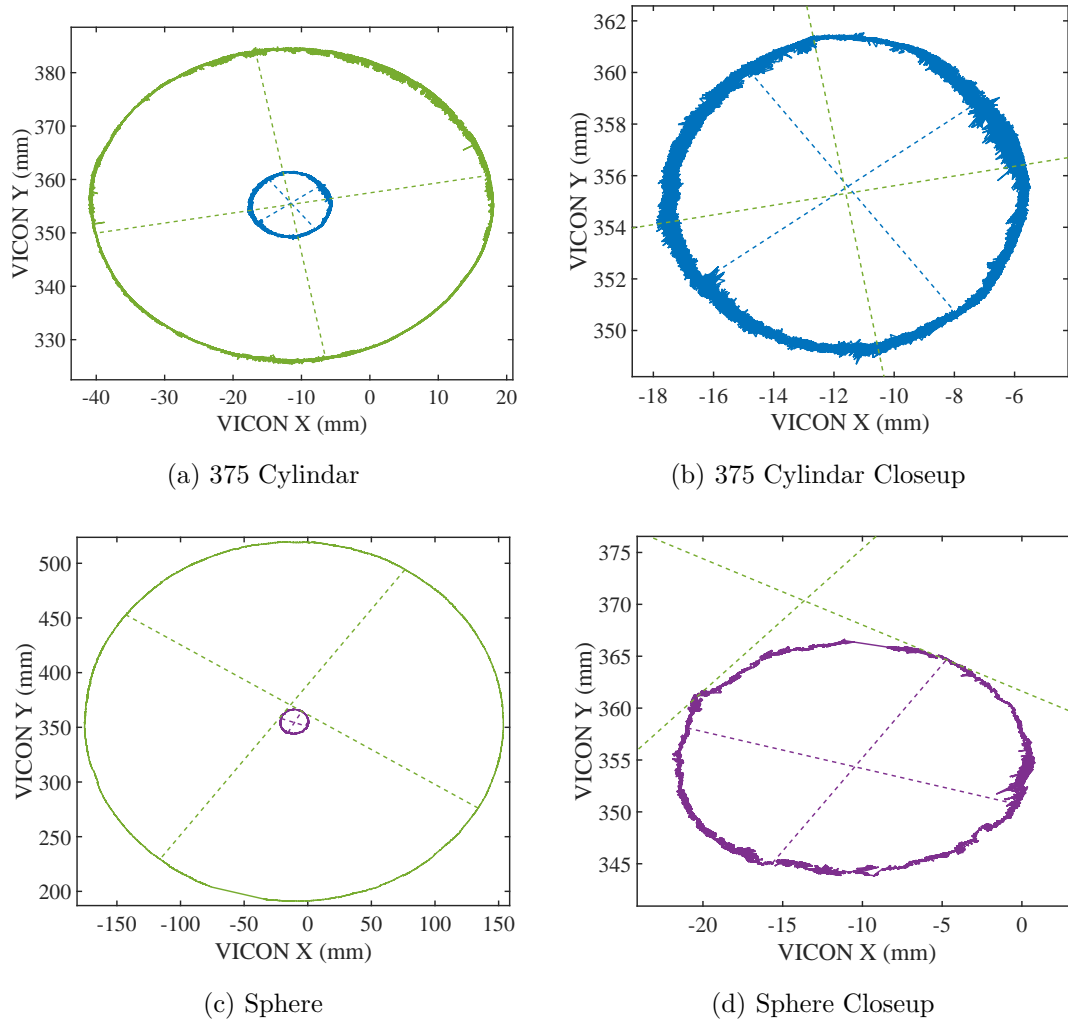 380
370
360
350
340
330
VICON Y (mm)
-40 -30 -20 -10 0 10 20
VICON X (mm)
(a) 375 Cylindar
362
360
358
356
354
352
350
VICON Y (mm)
-18 -16 -14 -12 -10 -8 -6
VICON X (mm)
(b) 375 Cylindar Closeup
500
450
400
350
300
250
200
VICON Y (mm)
-150 -100 -50 0 50 100 150
VICON X (mm)
(c) Sphere
375
370
365
360
355
350
345
VICON Y (mm)
-20 -15 -10 -5 0
VICON X (mm)
(d) Sphere Closeup